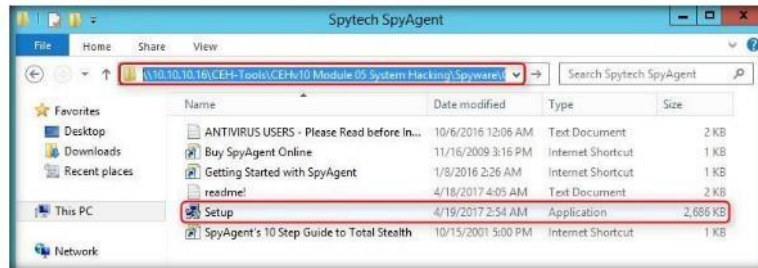 Spytech SpyAgent
File Home Share View
\\10.10.10.16\CEH-Tools\CEHv10 Module 05 System Hacking\Spyware\
Search Spytech SpyAgent
Favorites
Desktop
Downloads
Recent places
This PC
Network
Name Date modified Type Size
ANTIVIRUS USERS - Please Read before In... 10/6/2016 12:06 AM Text Document 2 KB
Buy SpyAgent Online 11/16/2009 3:16 PM Internet Shortcut 1 KB
Getting Started with SpyAgent 1/8/2016 2:26 AM Internet Shortcut 1 KB
readme! 4/18/2017 4:05 AM Text Document 2 KB
Setup 4/19/2017 2:54 AM Application 2,686 KB
SpyAgent's 10 Step Guide to Total Stealth 10/15/2001 5:00 PM Internet Shortcut 1 KB